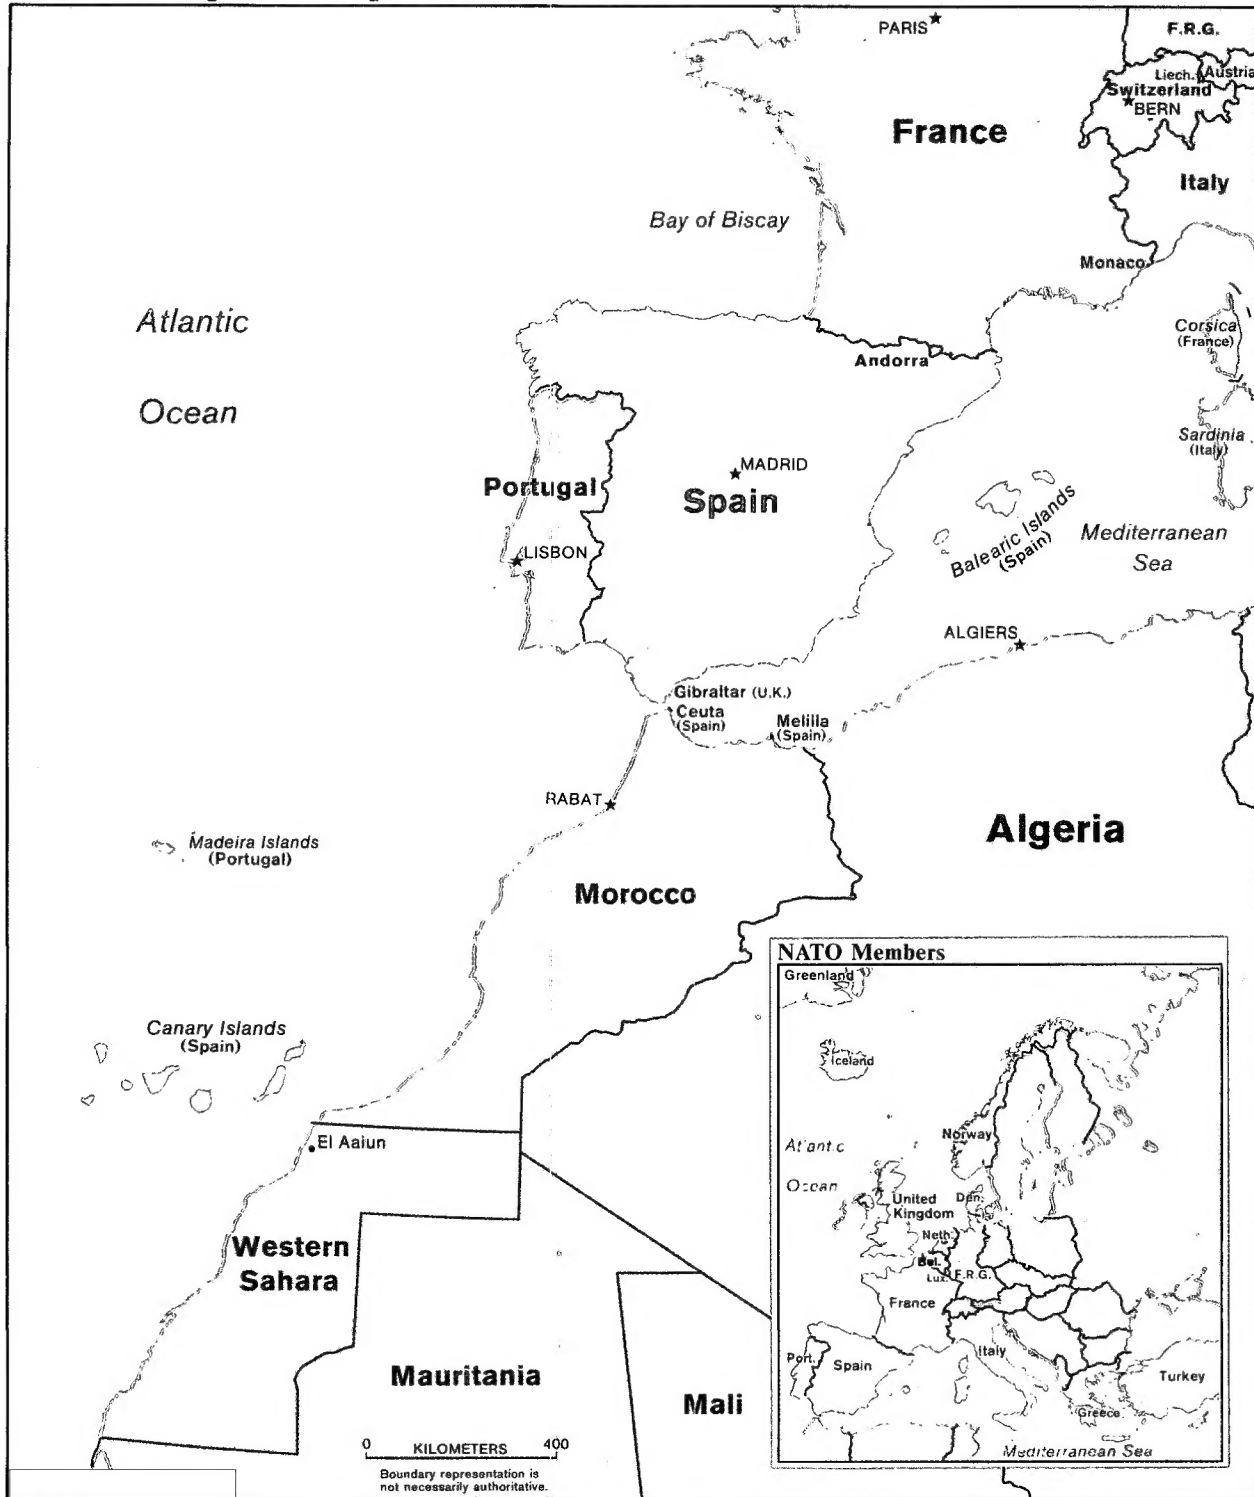 PARIS
F.R.G.
Liech.
Austria
Switzerland
BERN
France
Italy
Bay of Biscay
Monaco
Atlantic
Ocean
Corsica
(France)
Andorra
Sardinia
(Italy)
MADRID
Portugal
Spain
Balearic Islands
(Spain)
Mediterranean
Sea
LISBON
ALGIERS
Gibraltar (U.K.)
Ceuta
(Spain)
Melilla
(Spain)
RABAT
Madeira Islands
(Portugal)
Algeria
Morocco
Canary Islands
(Spain)
El Aaiun
Western
Sahara
Mauritania
Mali
0 KILOMETERS 400
Boundary representation is
not necessarily authoritative.
NATO Members
Greenland
Iceland
Norway
Atlantic
Ocean
United
Kingdom
Den.
Neth.
Bel.
Lux.
F.R.G.
France
Italy
Port.
Spain
Turkey
Greece
Mediterranean Sea